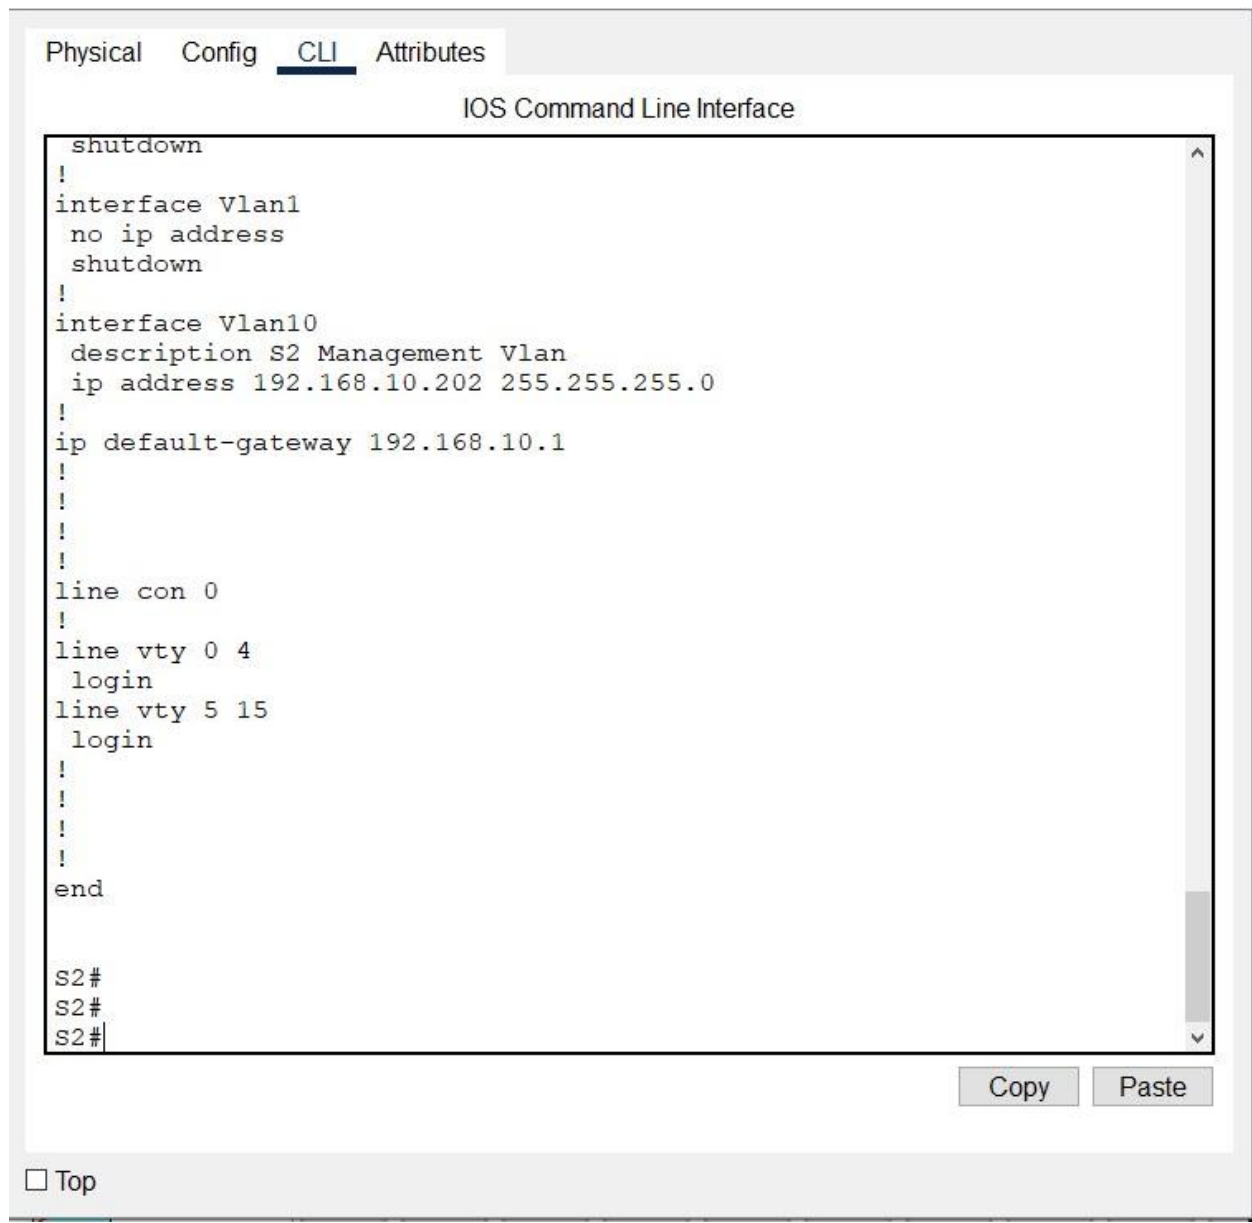 Physical Config CLI Attributes
IOS Command Line Interface
shutdown
!
interface Vlan1
no ip address
shutdown
!
interface Vlan10
description S2 Management Vlan
ip address 192.168.10.202 255.255.255.0
!
ip default-gateway 192.168.10.1
!
!
!
!
line con 0
!
line vty 0 4
login
line vty 5 15
login
!
!
!
!
end
S2#
S2#
S2#
Copy Paste
Top